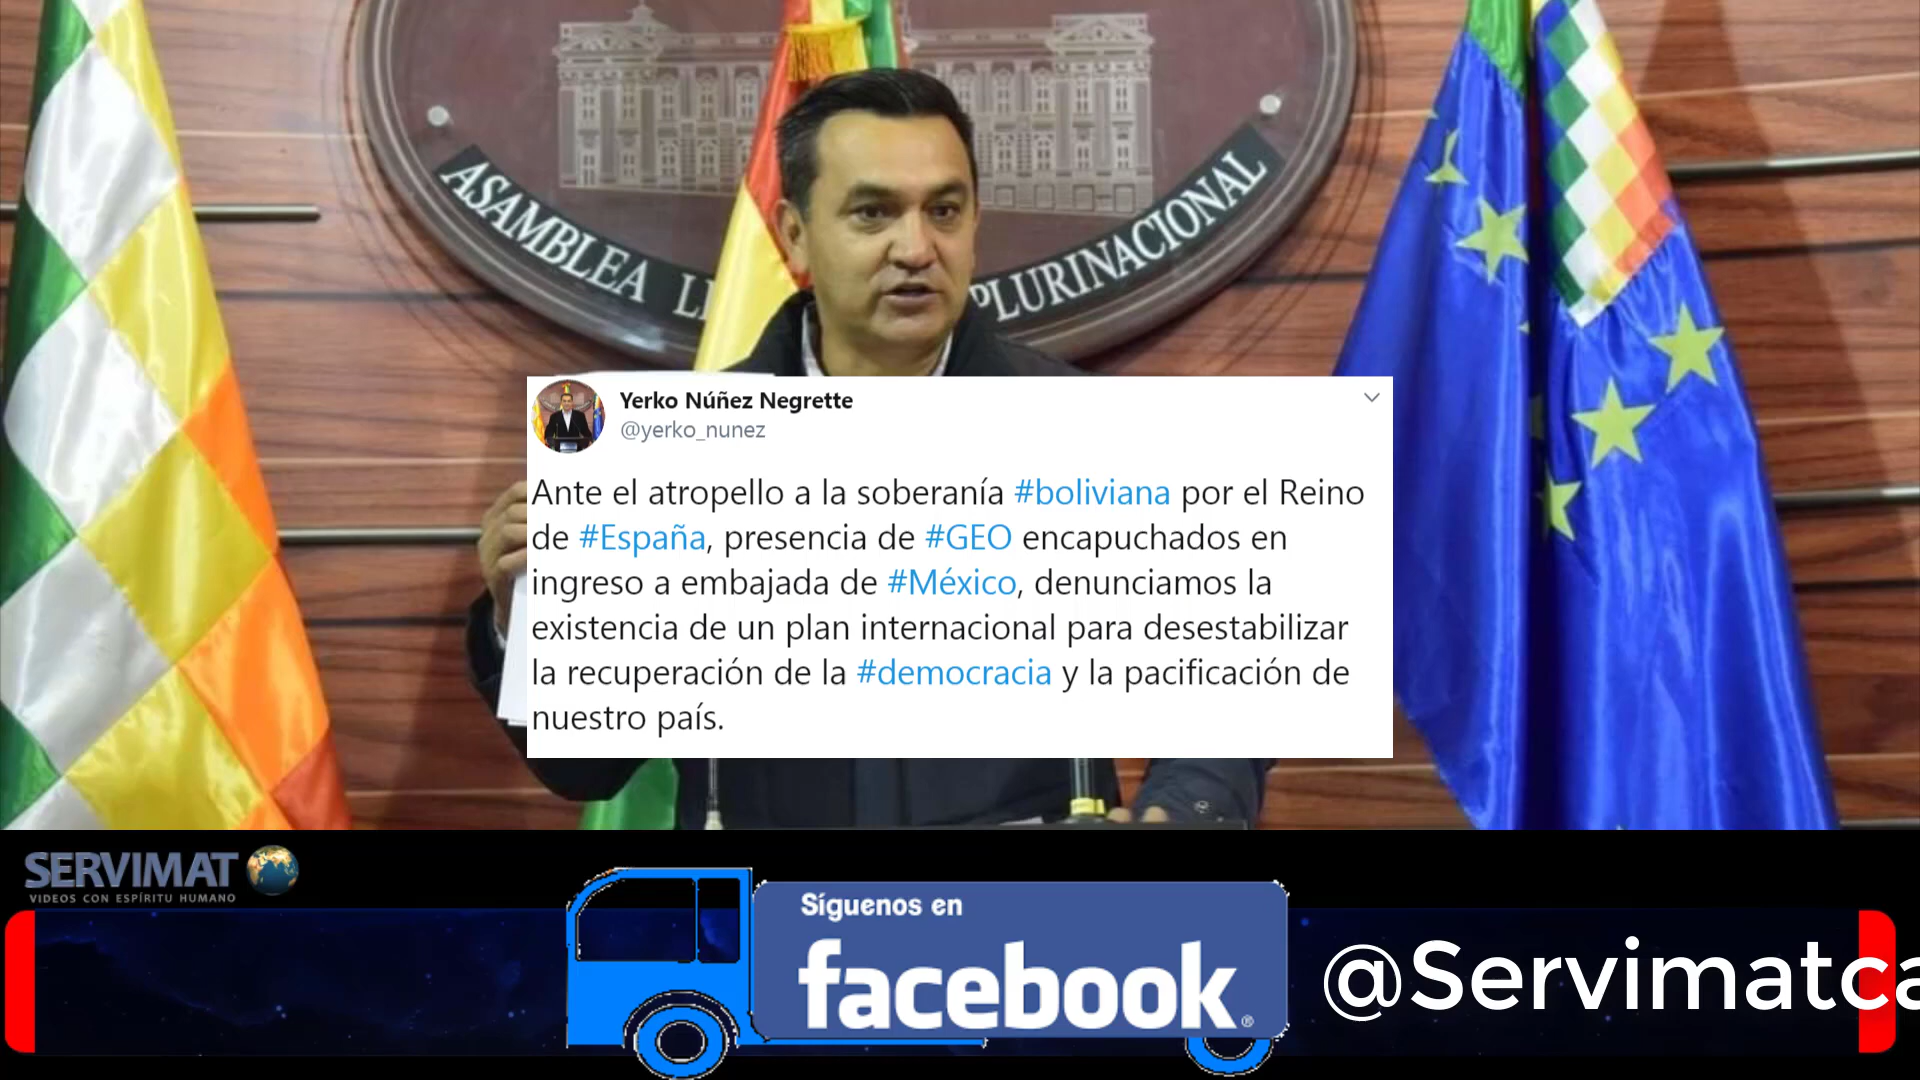 ASAMBLEA
PLURINACIONAL
Yerko Núñez Negrette
@yerko_nunez
Ante el atropello a la soberanía #boliviana por el Reino
de #España, presencia de #GEO encapuchados en
ingreso a embajada de #México, denunciamos la
existencia de un plan internacional para desestabilizar
la recuperación de la #democracia y la pacificación de
nuestro país.
SERVIMAT
VIDEOS CON ESPÍRITU HUMANO
Síguenos en
facebook®
@Servimatca